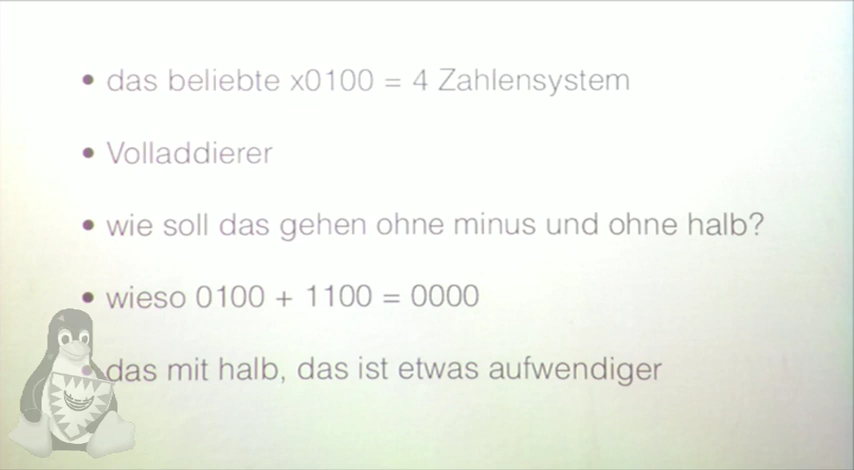 • das beliebte x0100 = 4 Zahlensystem
• Volladdierer
• wie soll das gehen ohne minus und ohne halb?
• wieso 0100 + 1100 = 0000
• das mit halb, das ist etwas aufwendiger